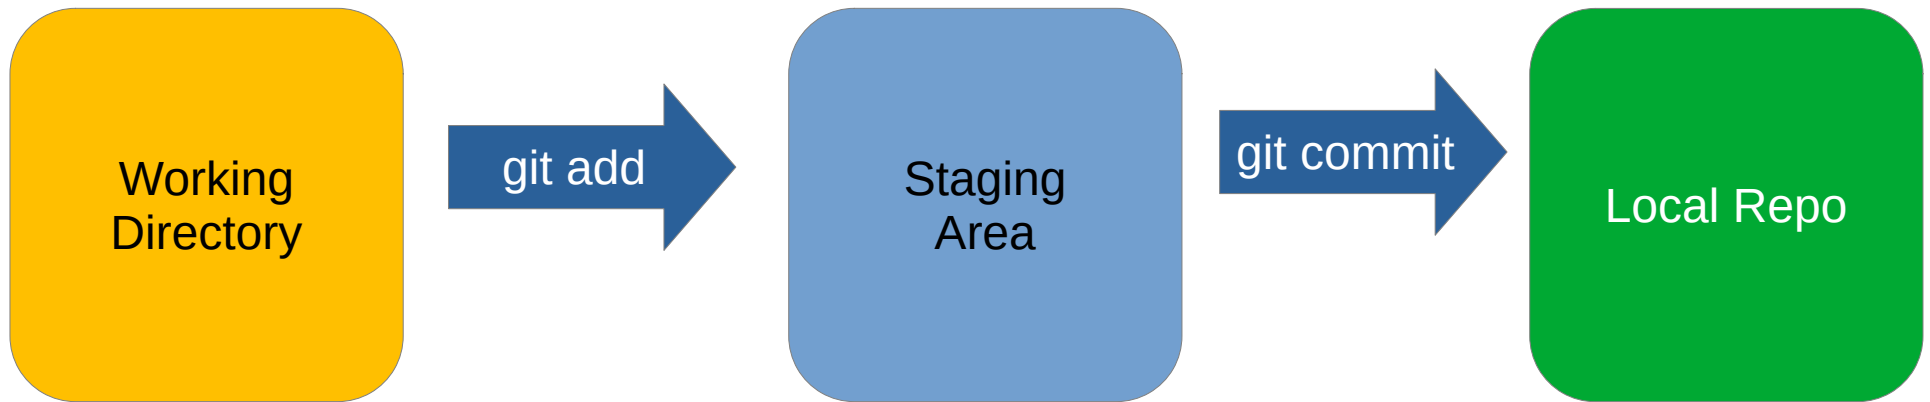 Working
Directory
git add
Staging
Area
git commit
Local Repo